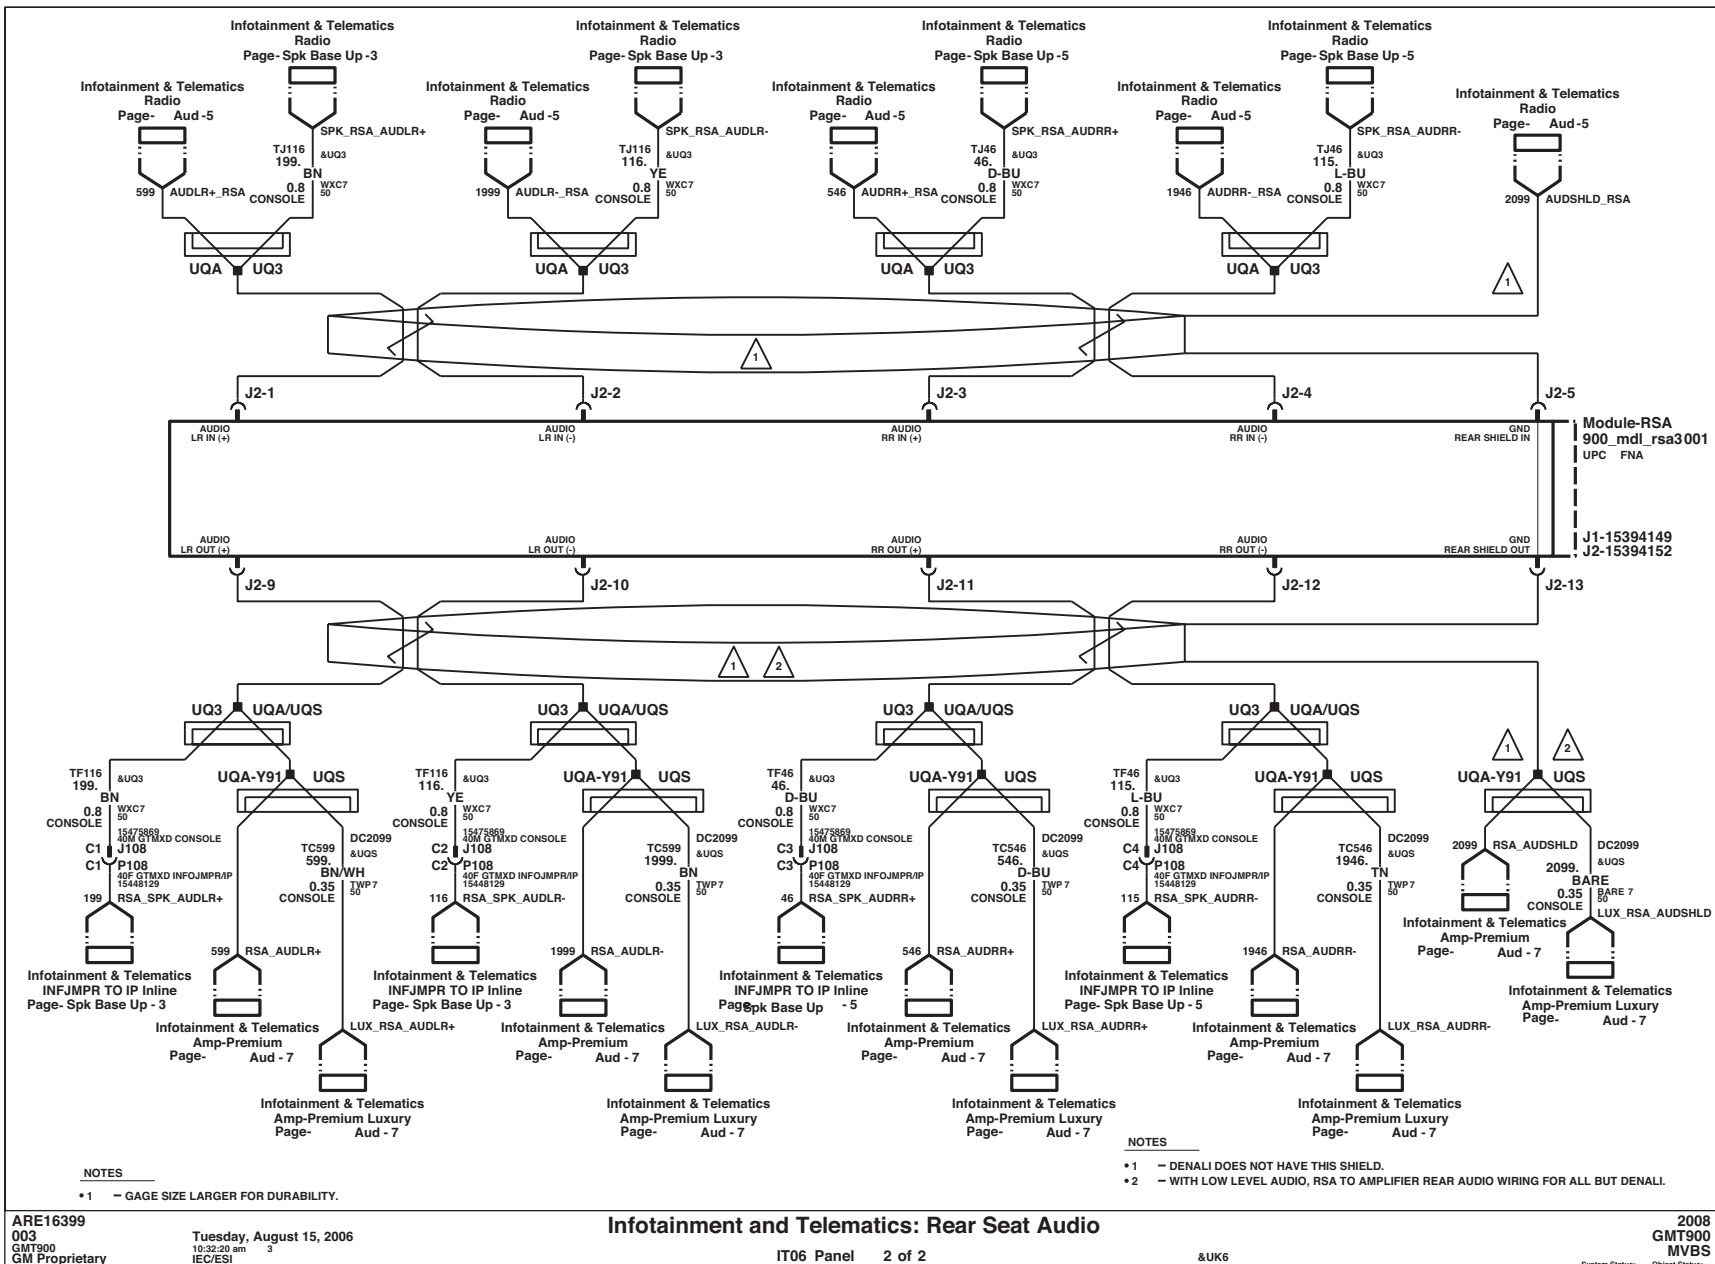 Infotainment & Telematics
Radio
Page- Spk Base Up -3
Infotainment & Telematics
Radio
Page- Spk Base Up -3
Infotainment & Telematics
Radio
Page- Spk Base Up -5
Infotainment & Telematics
Radio
Page- Spk Base Up -5
Infotainment & Telematics
Radio
Page- Aud -5
Infotainment & Telematics
Radio
Page- Aud -5
Infotainment & Telematics
Radio
Page- Aud -5
Infotainment & Telematics
Radio
Page- Aud -5
Infotainment & Telematics
Radio
Page- Aud -5
SPK_RSA_AUDLR+
TJ116
199.
&UQ3
BN
0.8
WXC7
50
CONSOLE
599 AUDLR+_RSA
SPK_RSA_AUDLR-
TJ116
116.
&UQ3
YE
0.8
WXC7
50
CONSOLE
1999 AUDLR-_RSA
SPK_RSA_AUDRR+
TJ46
46.
&UQ3
D-BU
0.8
WXC7
50
CONSOLE
546 AUDRR+_RSA
SPK_RSA_AUDRR-
TJ46
115.
&UQ3
L-BU
0.8
WXC7
50
CONSOLE
1946 AUDRR-_RSA
2099 AUDSHLD_RSA
UQA UQ3
UQA UQ3
UQA UQ3
UQA UQ3
1
1
J2-1 J2-2 J2-3 J2-4 J2-5
AUDIO
LR IN (+)
AUDIO
LR IN (-)
AUDIO
RR IN (+)
AUDIO
RR IN (-)
GND
REAR SHIELD IN
Module-RSA
900_mdl_rsa3001
UPC FNA
AUDIO
LR OUT (+)
AUDIO
LR OUT (-)
AUDIO
RR OUT (+)
AUDIO
RR OUT (-)
GND
REAR SHIELD OUT
J1-15394149
J2-15394152
J2-9 J2-10 J2-11 J2-12 J2-13
1 2
UQ3 UQA/UQS
UQ3 UQA/UQS
UQ3 UQA/UQS
UQ3 UQA/UQS
1 2
UQA-Y91 UQS
UQA-Y91 UQS
UQA-Y91 UQS
UQA-Y91 UQS
UQA-Y91 UQS
TF116
199.
&UQ3
BN
0.8
WXC7
50
CONSOLE
15475869
40M GTMXD CONSOLE
C1 J108
C1 P108
40F GTMXD INFOJMPR/IP
15448129
199 RSA_SPK_AUDLR+
Infotainment & Telematics
INFJMPR TO IP Inline
Page- Spk Base Up - 3
599 RSA_AUDLR+
Infotainment & Telematics
Amp-Premium
Page- Aud - 7
DC2099
TC599
599.
&UQS
BN/WH
0.35
TWP 7
50
CONSOLE
LUX_RSA_AUDLR+
Infotainment & Telematics
Amp-Premium Luxury
Page- Aud - 7
TF116
116.
&UQ3
YE
0.8
WXC7
50
CONSOLE
15475869
40M GTMXD CONSOLE
C2 J108
C2 P108
40F GTMXD INFOJMPR/IP
15448129
116 RSA_SPK_AUDLR-
Infotainment & Telematics
INFJMPR TO IP Inline
Page- Spk Base Up - 3
1999 RSA_AUDLR-
Infotainment & Telematics
Amp-Premium
Page- Aud - 7
DC2099
TC599
1999.
&UQS
BN
0.35
TWP 7
50
CONSOLE
LUX_RSA_AUDLR-
Infotainment & Telematics
Amp-Premium Luxury
Page- Aud - 7
TF46
46.
&UQ3
D-BU
0.8
WXC7
50
CONSOLE
15475869
40M GTMXD CONSOLE
C3 J108
C3 P108
40F GTMXD INFOJMPR/IP
15448129
46 RSA_SPK_AUDRR+
Infotainment & Telematics
INFJMPR TO IP Inline
Page- Spk Base Up - 5
546 RSA_AUDRR+
Infotainment & Telematics
Amp-Premium
Page- Aud - 7
DC2099
TC546
546.
&UQS
D-BU
0.35
TWP 7
50
CONSOLE
LUX_RSA_AUDRR+
Infotainment & Telematics
Amp-Premium Luxury
Page- Aud - 7
TF46
115.
&UQ3
L-BU
0.8
WXC7
50
CONSOLE
15475869
40M GTMXD CONSOLE
C4 J108
C4 P108
40F GTMXD INFOJMPR/IP
15448129
115 RSA_SPK_AUDRR-
Infotainment & Telematics
INFJMPR TO IP Inline
Page- Spk Base Up - 5
1946 RSA_AUDRR-
Infotainment & Telematics
Amp-Premium
Page- Aud - 7
DC2099
TC546
1946.
&UQS
TN
0.35
TWP 7
50
CONSOLE
LUX_RSA_AUDRR-
Infotainment & Telematics
Amp-Premium Luxury
Page- Aud - 7
2099 RSA_AUDSHLD
Infotainment & Telematics
Amp-Premium
Page- Aud - 7
DC2099
&UQS
2099.
BARE
0.35
BARE 7
50
CONSOLE
LUX_RSA_AUDSHLD
Infotainment & Telematics
Amp-Premium Luxury
Page- Aud - 7
NOTES
• 1 – GAGE SIZE LARGER FOR DURABILITY.
NOTES
• 1 – DENALI DOES NOT HAVE THIS SHIELD.
• 2 – WITH LOW LEVEL AUDIO, RSA TO AMPLIFIER REAR AUDIO WIRING FOR ALL BUT DENALI.
ARE16399
003
GMT900
GM Proprietary
Tuesday, August 15, 2006
10:32:20 am 3
IEC/ESI
Infotainment and Telematics: Rear Seat Audio
IT06 Panel 2 of 2
&UK6
2008
GMT900
MVBS